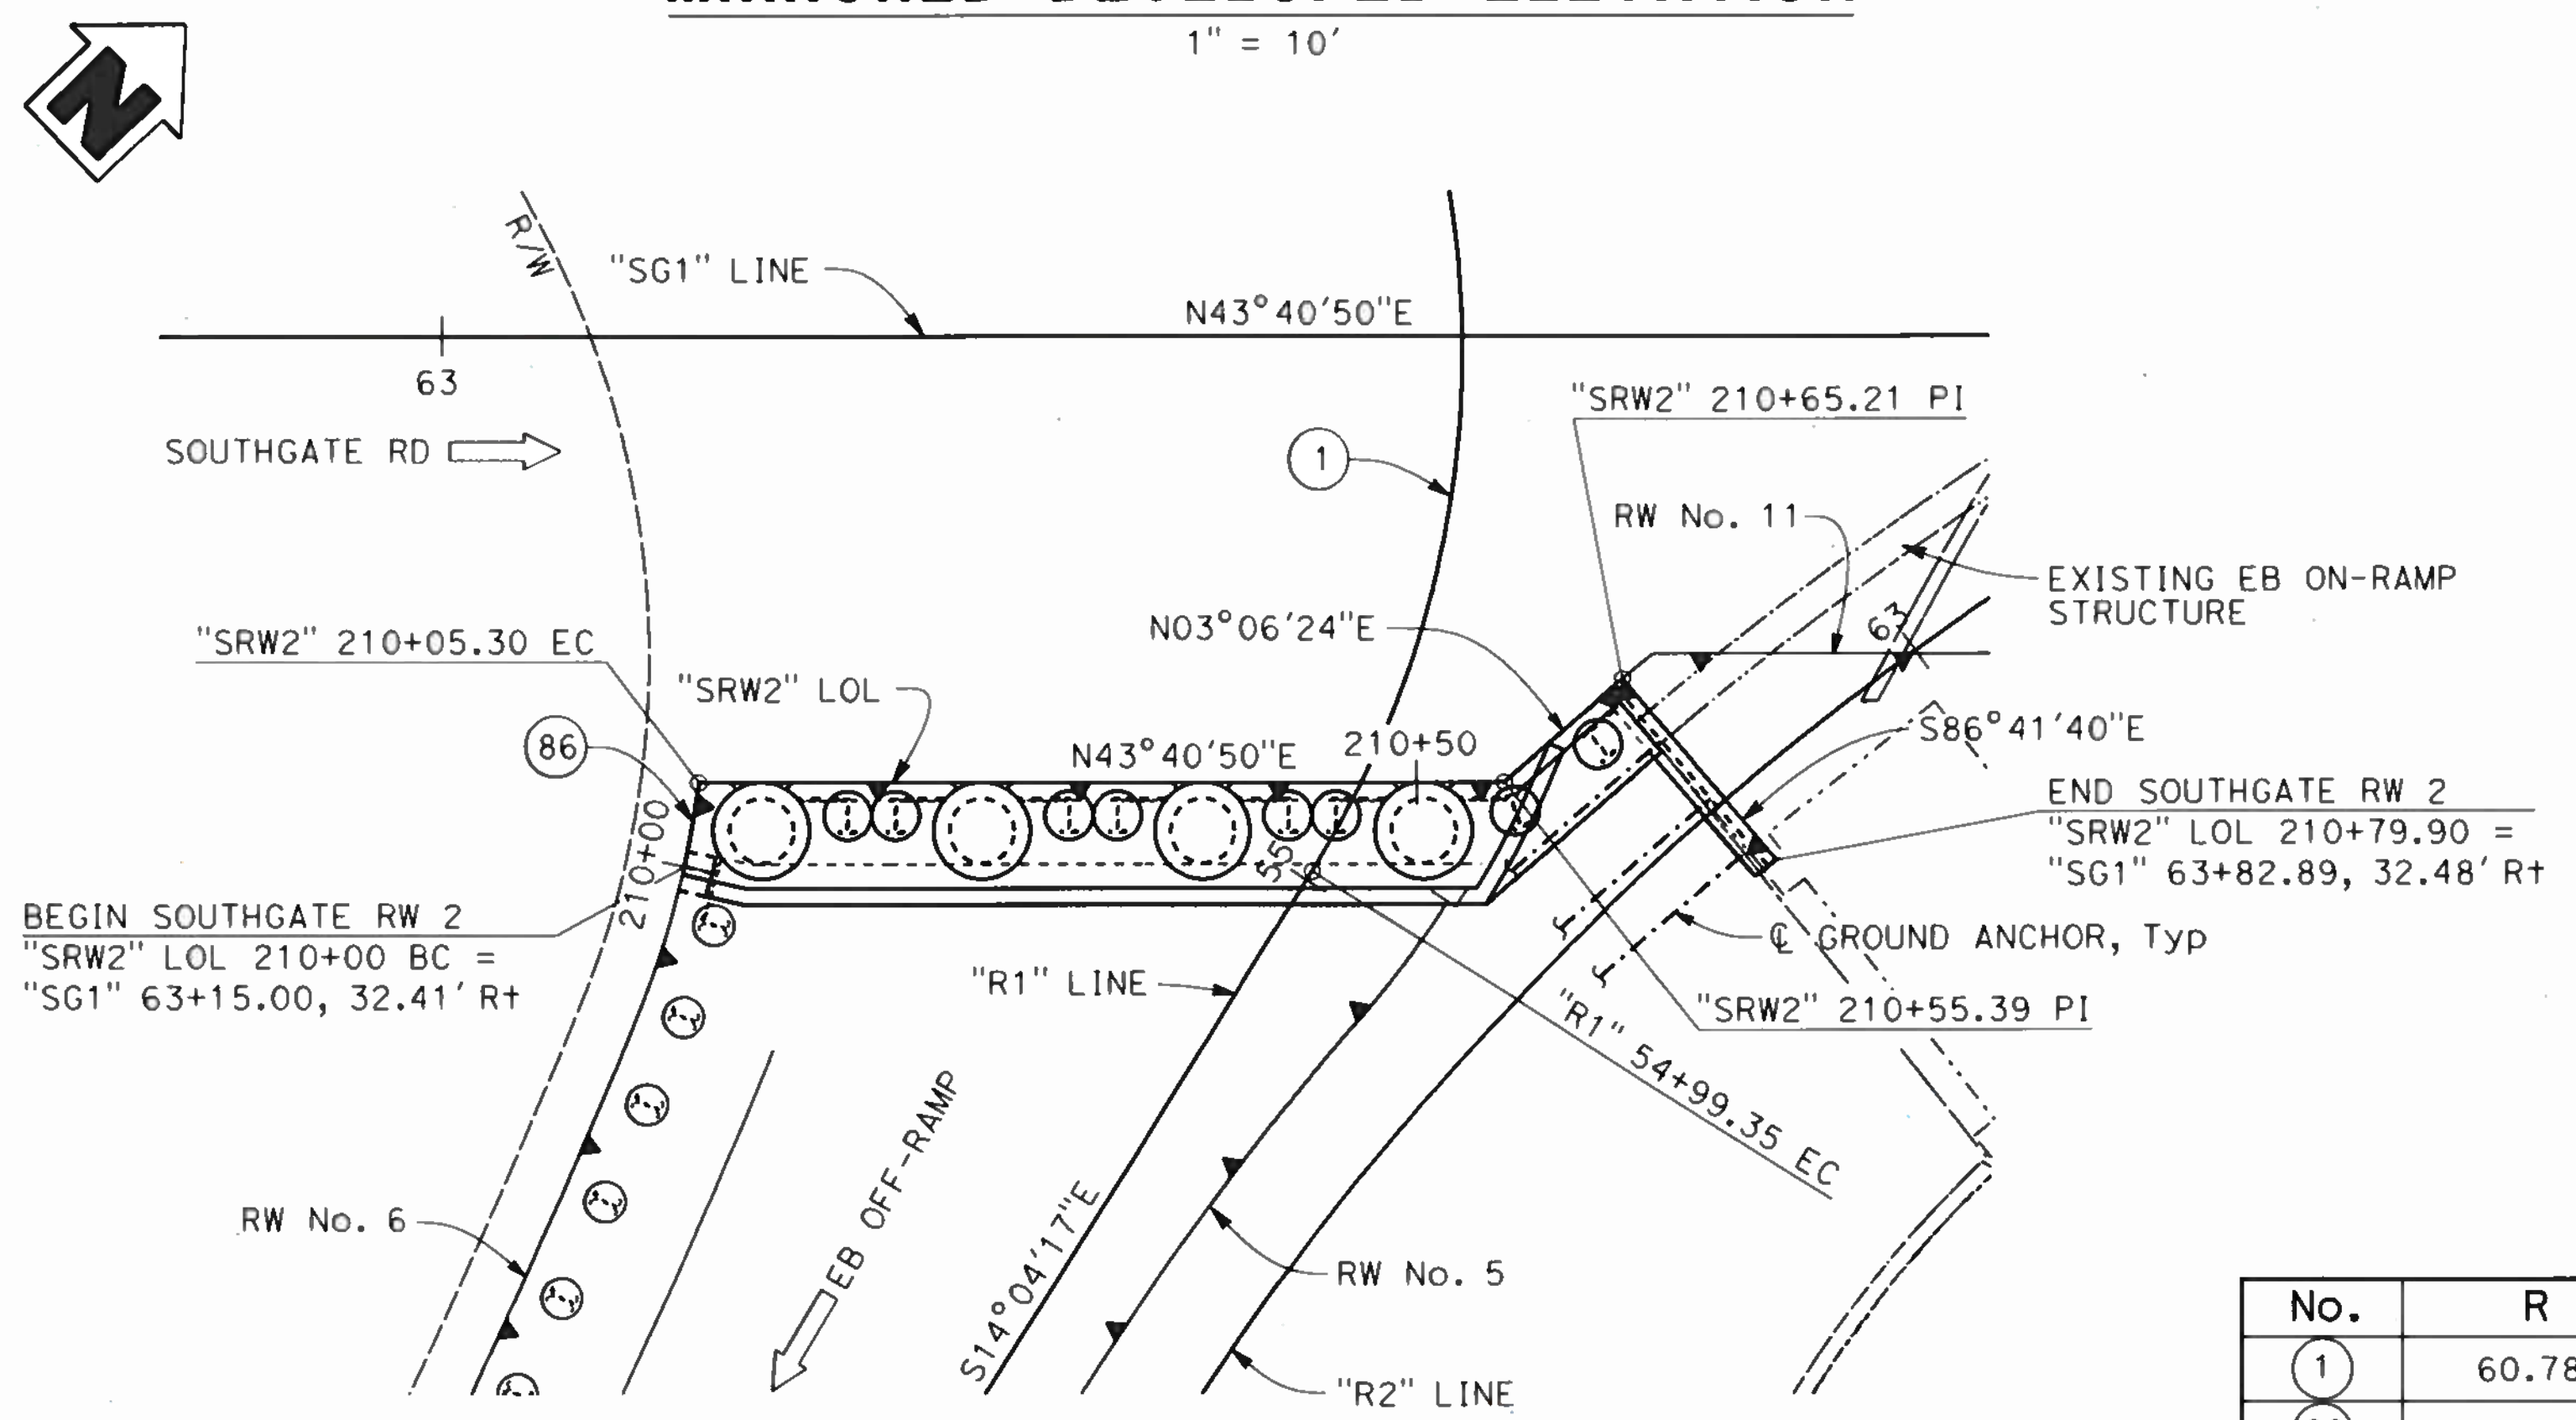 1" = 10'
N
R/W
"SG1" LINE
N43°40'50"E
63
"SRW2" 210+65.21 PI
SOUTHGATE RD
1
RW No. 11
EXISTING EB ON-RAMP
STRUCTURE
63
N03°06'24"E
"SRW2" 210+05.30 EC
"SRW2" LOL
86
N43°40'50"E
210+50
S86°41'40"E
END SOUTHGATE RW 2
"SRW2" LOL 210+79.90 =
"SG1" 63+82.89, 32.48' Rt
210+00
55
BEGIN SOUTHGATE RW 2
"SRW2" LOL 210+00 BC =
"SG1" 63+15.00, 32.41' Rt
℄ GROUND ANCHOR, Typ
"R1" LINE
"SRW2" 210+55.39 PI
"R1" 54+99.35 EC
EB OFF-RAMP
RW No. 6
S14°04'17"E
RW No. 5
"R2" LINE
No. R
1 60.78